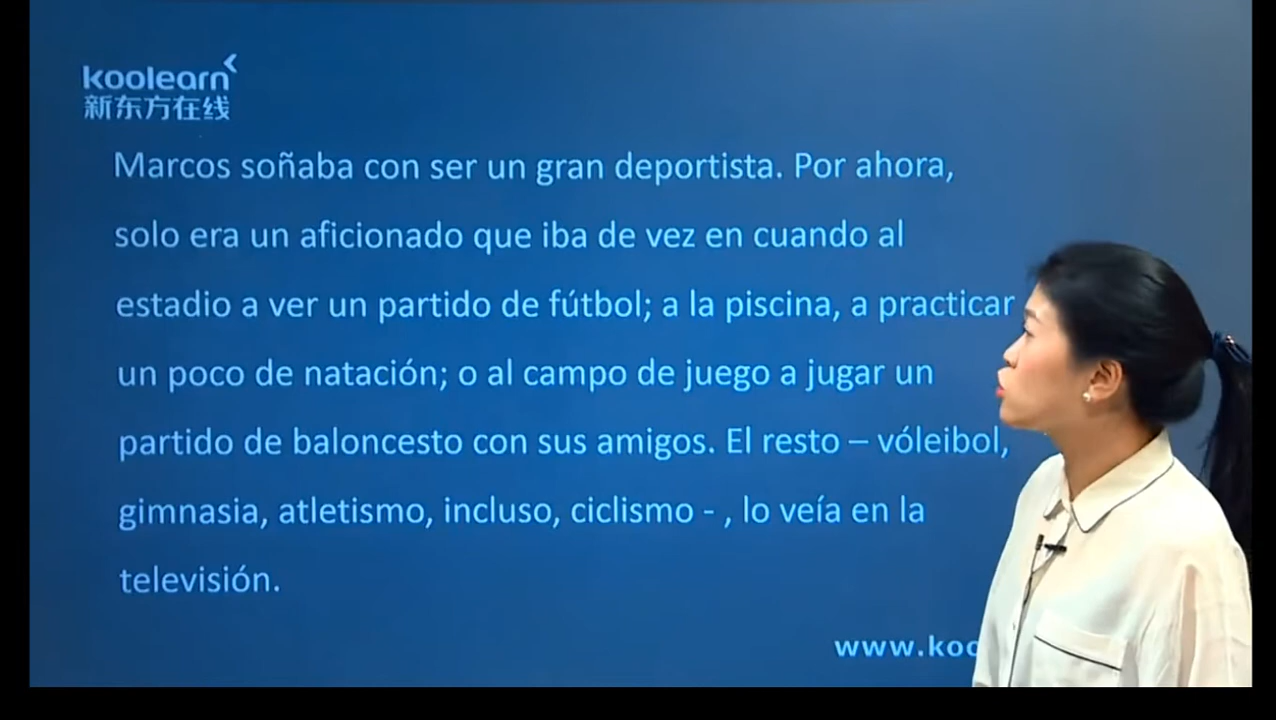 koolearn
新东方在线
Marcos soñaba con ser un gran deportista. Por ahora,
solo era un aficionado que iba de vez en cuando al
estadio a ver un partido de fútbol; a la piscina, a practicar
un poco de natación; o al campo de juego a jugar un
partido de baloncesto con sus amigos. El resto – vóleibol,
gimnasia, atletismo, incluso, ciclismo - , lo veía en la
televisión.
www.koo